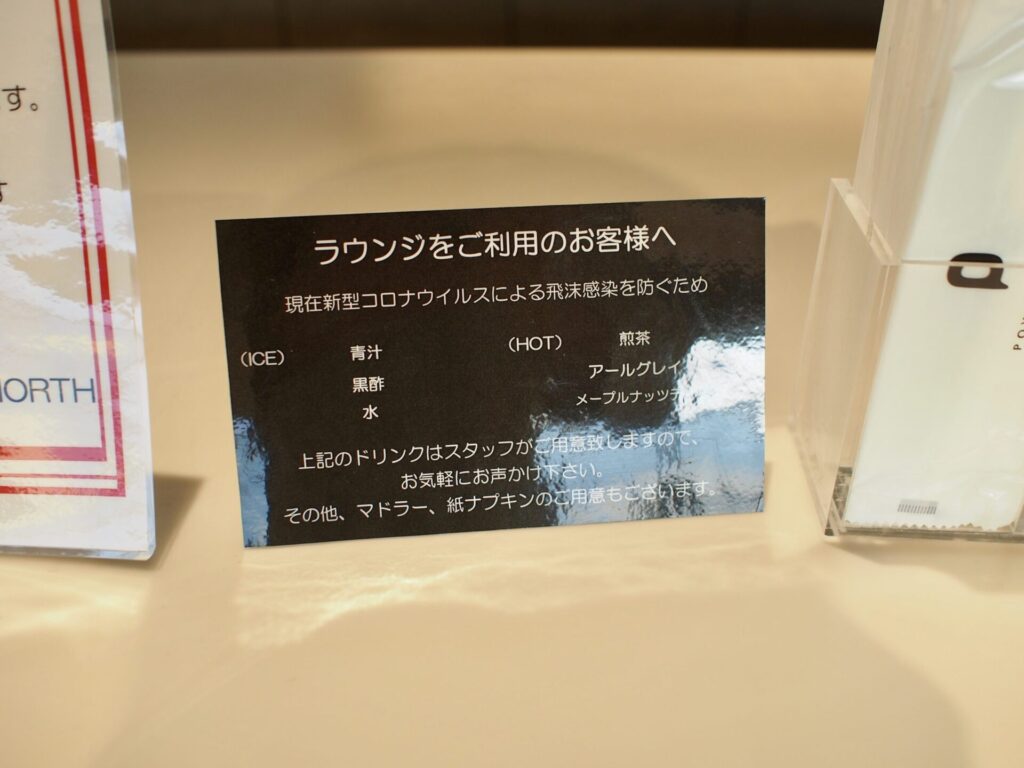 す。
す
NORTH
ラウンジをご利用のお客様へ
現在新型コロナウイルスによる飛沫感染を防ぐため
(ICE) 青汁 (HOT) 煎茶
黒酢 アールグレイ
水 メープルナッツ
上記のドリンクはスタッフがご用意致しますので、
お気軽にお声かけ下さい。
その他、マドラー、紙ナプキンのご用意もございます。